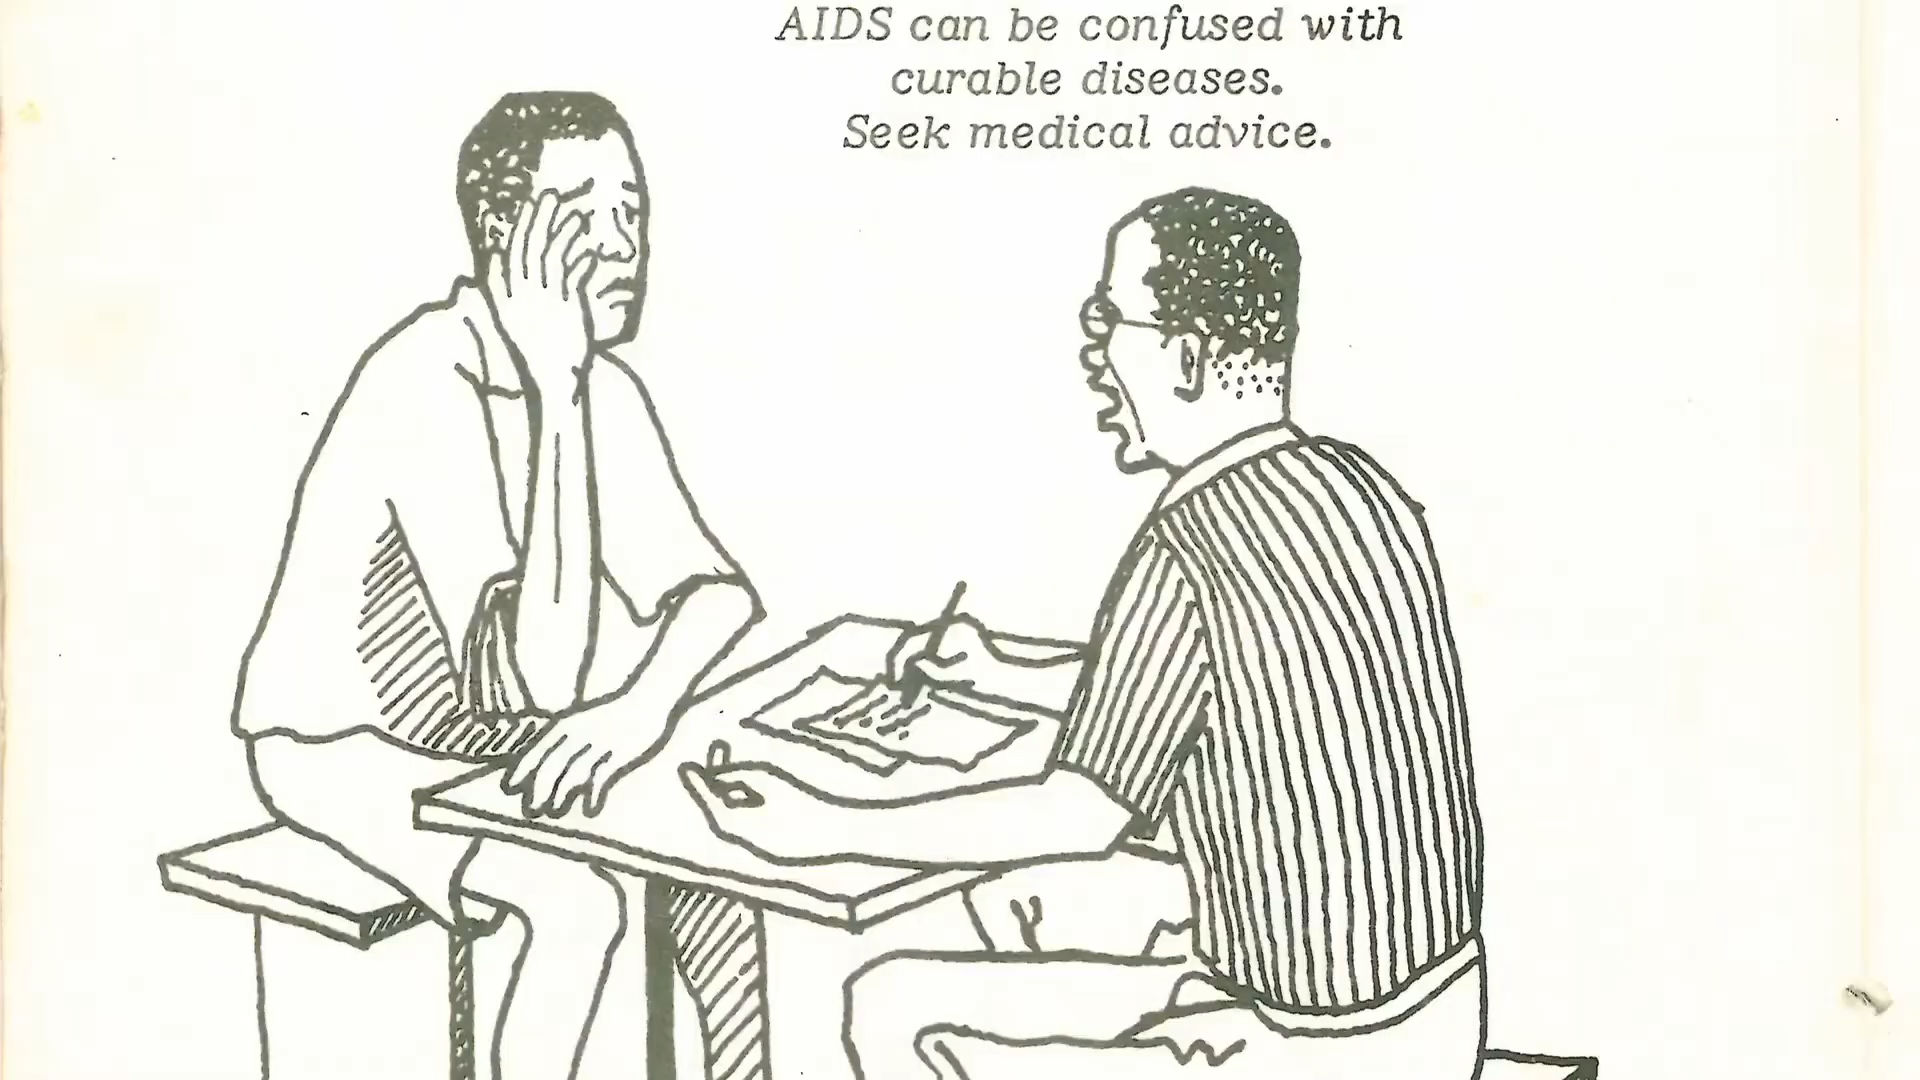 AIDS can be confused with
curable diseases.
Seek medical advice.